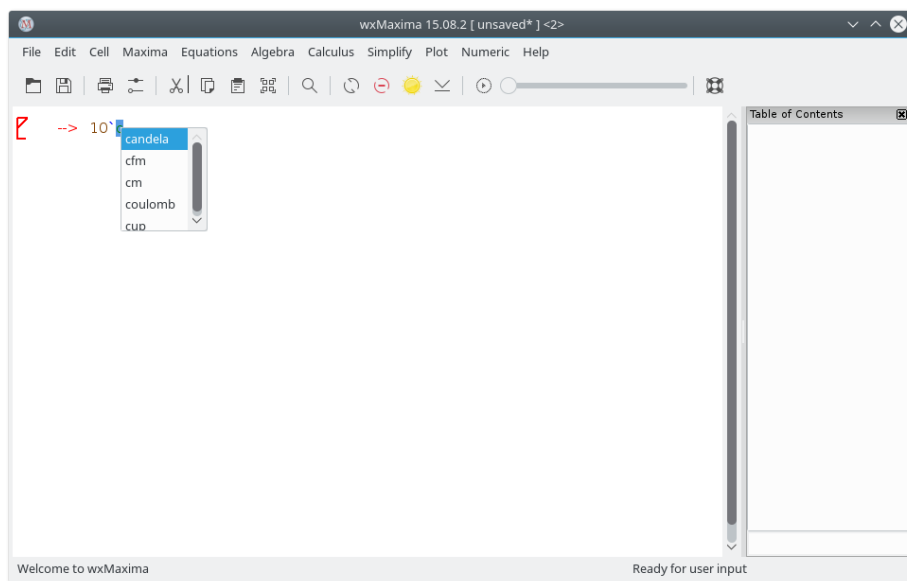 wxMaxima 15.08.2 [ unsaved* ] <2>
File Edit Cell Maxima Equations Algebra Calculus Simplify Plot Numeric Help
Table of Contents
--> 10`c
candela
cfm
cm
coulomb
cup
Welcome to wxMaxima
Ready for user input